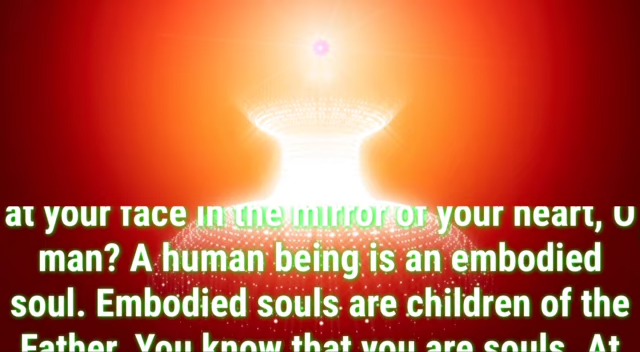 at your face in the mirror of your heart, O
man? A human being is an embodied
soul. Embodied souls are children of the
Father. You know that you are souls. At